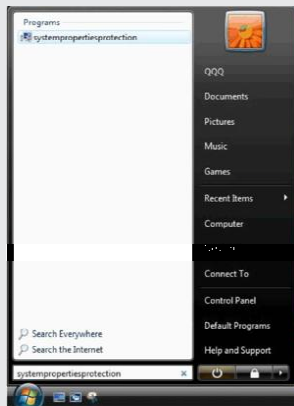 Programs
systempropertiesprotection
QQQ
Documents
Pictures
Music
Games
Recent Items
Computer
Connect To
Control Panel
Default Programs
Help and Support
Search Everywhere
Search the Internet
systempropertiesprotection